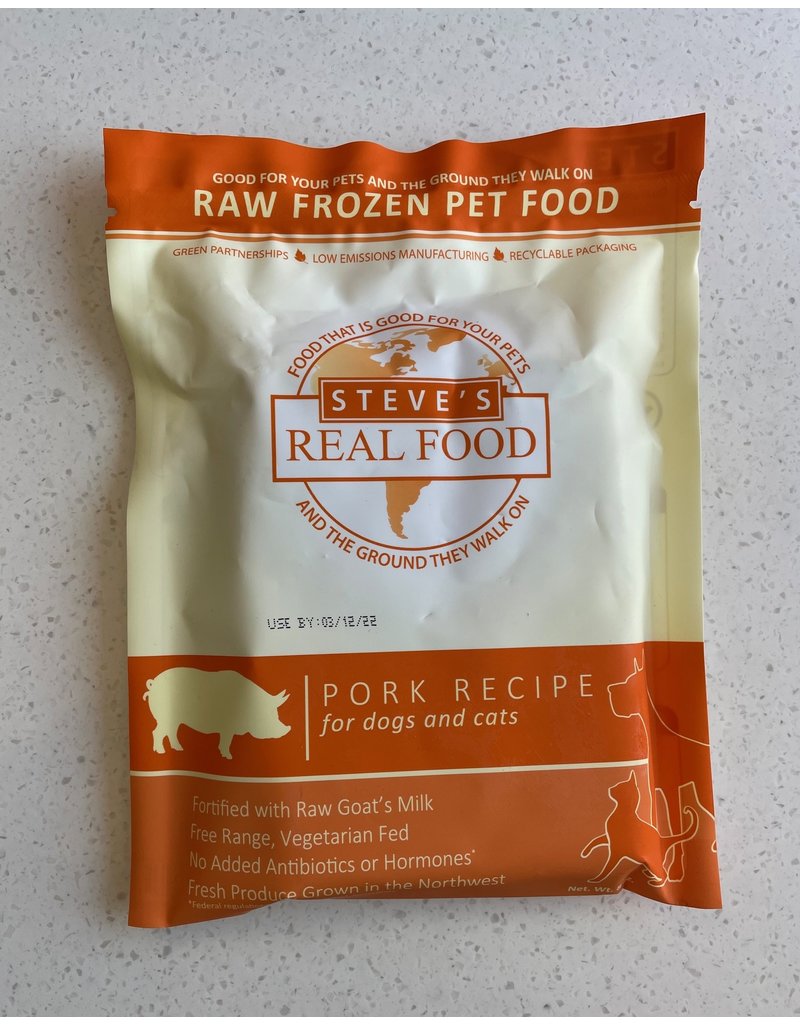 GOOD FOR YOUR PETS AND THE GROUND THEY WALK ON
RAW FROZEN PET FOOD
GREEN PARTNERSHIPS LOW EMISSIONS MANUFACTURING RECYCLABLE PACKAGING
FOOD THAT IS GOOD FOR YOUR PETS
STEVE'S
REAL FOOD
AND THE GROUND THEY WALK ON
USE BY:03/12/22
PORK RECIPE
for dogs and cats
Fortified with Raw Goat's Milk
Free Range, Vegetarian Fed
No Added Antibiotics or Hormones*
Fresh Produce Grown in the Northwest
*Federal
Net. Wt.